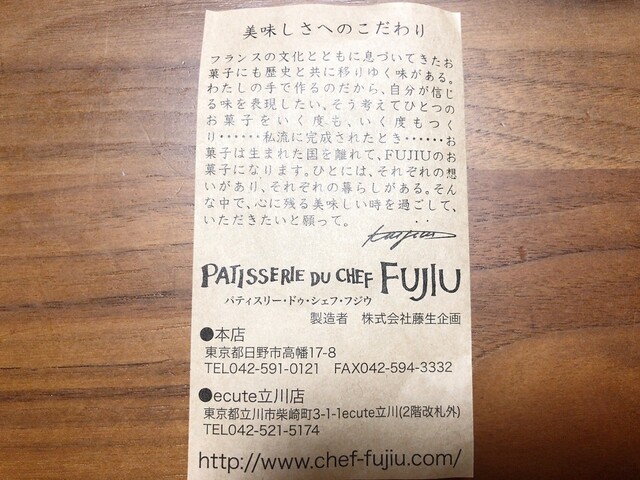 美味しさへのこだわり
フランスの文化とともに息づいてきたお
菓子にも歴史と共に移りゆく味がある。
わたしの手で作るのだから、自分が信じ
る味を表現したい、そう考えてひとつの
お菓子をいく度も、いく度もつく
り‥‥‥私流に完成されたとき‥‥‥お
菓子は生まれた国を離れて、FUJIUのお
菓子になります。ひとには、それぞれの想
いがあり、それぞれの暮らしがある。そん
な中で、心に残る美味しい時を過ごして、
いただきたいと願って。
PATISSERIE DU CHEF FUJIU
パティスリー・ドゥ・シェフ・フジウ
製造者 株式会社藤生企画
●本店
東京都日野市高幡17-8
TEL042-591-0121 FAX042-594-3332
●ecute立川店
東京都立川市柴崎町3-1-1ecute立川(2階改札外)
TEL042-521-5174
http://www.chef-fujiu.com/